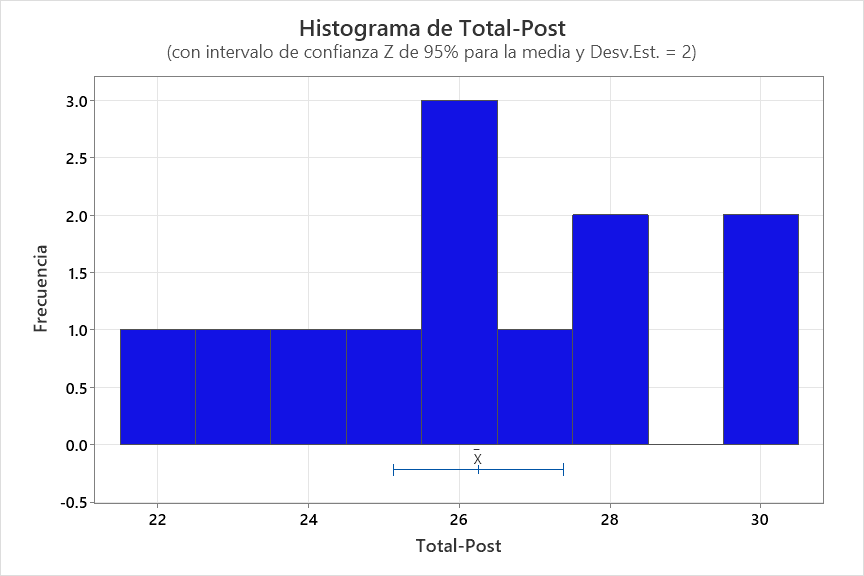 Histograma de Total-Post
(con intervalo de confianza Z de 95% para la media y Desv.Est. = 2)
3.0
2.5
2.0
1.5
1.0
0.5
0.0
-0.5
Frecuencia
X̄
22 24 26 28 30
Total-Post